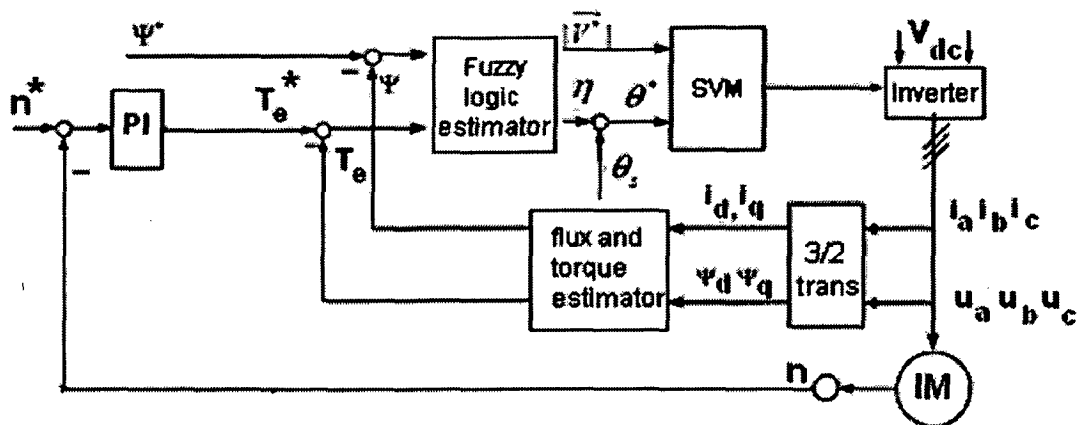 Ψ*
n*
PI
T_e*
T_e
Ψ
Fuzzy
logic
estimator
|v*|
η
θ*
θ_s
SVM
V_dc
Inverter
i_d, i_q
Ψ_d Ψ_q
flux and
torque
estimator
3/2
trans
i_a i_b i_c
u_a u_b u_c
n
IM